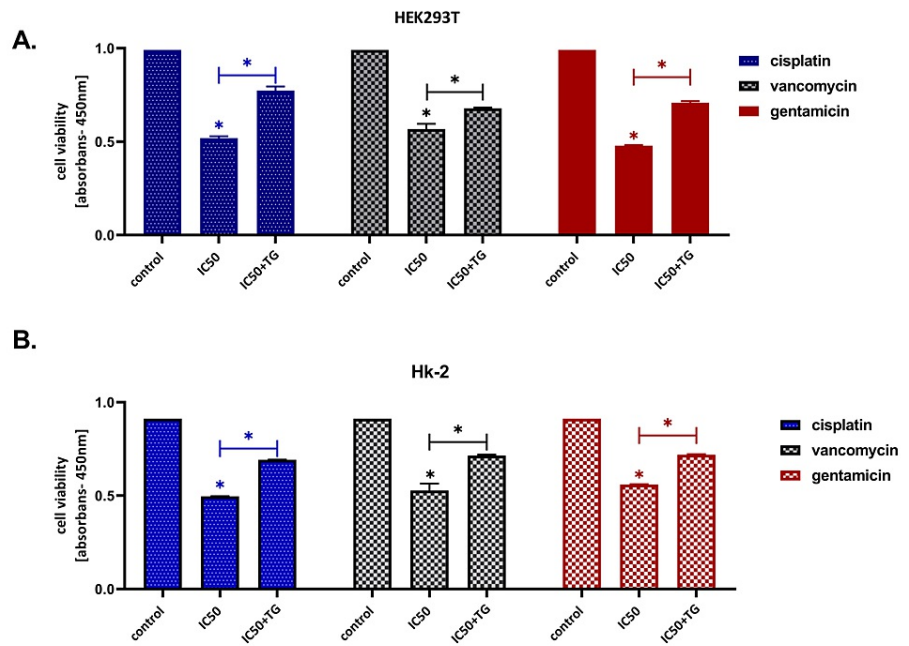 HEK293T
A.
1.0
0.5
0.0
cell viability
[absorbans- 450nm]
*
*
*
*
*
*
control
IC50
IC50+TG
control
IC50
IC50+TG
control
IC50
IC50+TG
cisplatin
vancomycin
gentamicin
B.
Hk-2
1.0
0.5
0.0
cell viability
[absorbans- 450nm]
*
*
*
*
*
*
control
IC50
IC50+TG
control
IC50
IC50+TG
control
IC50
IC50+TG
cisplatin
vancomycin
gentamicin